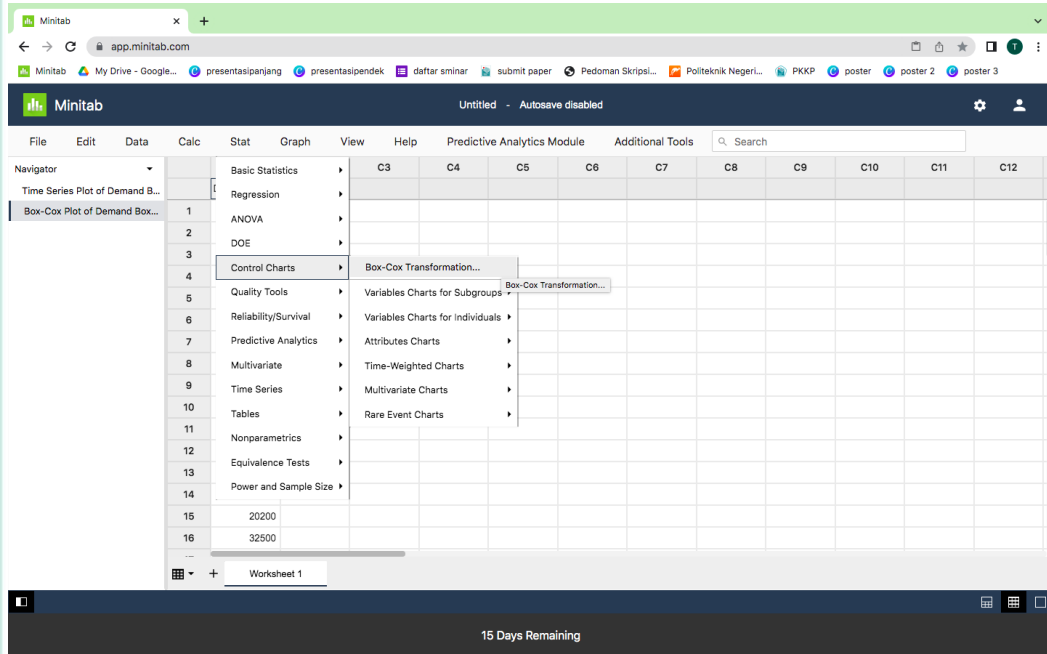 Minitab
app.minitab.com
Minitab My Drive - Google... presentasipanjang presentasipendek daftar sminar submit paper Pedoman Skripsi... Politeknik Negeri... PKKP poster poster 2 poster 3
Minitab
Untitled - Autosave disabled
File Edit Data Calc Stat Graph View Help Predictive Analytics Module Additional Tools Search
Navigator
Time Series Plot of Demand B...
Box-Cox Plot of Demand Box...
C3 C4 C5 C6 C7 C8 C9 C10 C11 C12
1
2
3
4
5
6
7
8
9
10
11
12
13
14
15 20200
16 32500
Basic Statistics
Regression
ANOVA
DOE
Control Charts
Quality Tools
Reliability/Survival
Predictive Analytics
Multivariate
Time Series
Tables
Nonparametrics
Equivalence Tests
Power and Sample Size
Box-Cox Transformation...
Variables Charts for Subgroups
Variables Charts for Individuals
Attributes Charts
Time-Weighted Charts
Multivariate Charts
Rare Event Charts
Box-Cox Transformation...
Worksheet 1
15 Days Remaining
T